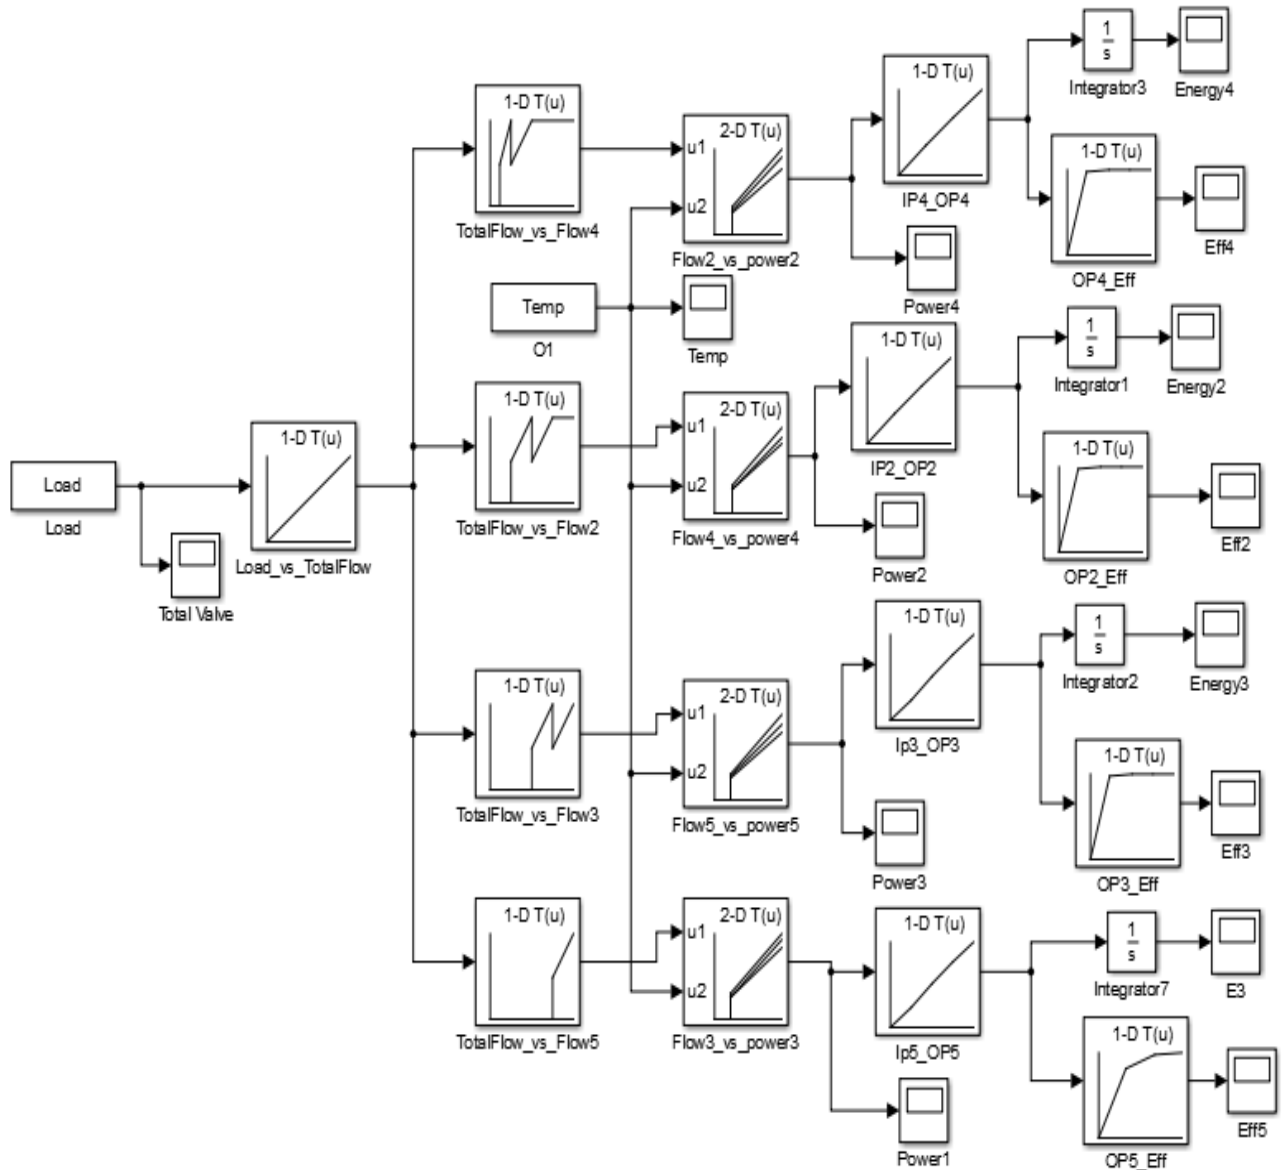 1
s
Integrator3
Energy4
1-D T(u)
IP4_OP4
1-D T(u)
TotalFlow_vs_Flow4
2-D T(u)
u1
u2
Flow2_vs_power2
1-D T(u)
OP4_Eff
Eff4
Power4
Temp
O1
Temp
1-D T(u)
IP2_OP2
1
s
Integrator1
Energy2
1-D T(u)
TotalFlow_vs_Flow2
2-D T(u)
u1
u2
Flow4_vs_power4
Load
Load
1-D T(u)
Load_vs_TotalFlow
Total Valve
Power2
1-D T(u)
OP2_Eff
Eff2
1-D T(u)
Ip3_OP3
1
s
Integrator2
Energy3
1-D T(u)
TotalFlow_vs_Flow3
2-D T(u)
u1
u2
Flow5_vs_power5
Power3
1-D T(u)
OP3_Eff
Eff3
1-D T(u)
TotalFlow_vs_Flow5
2-D T(u)
u1
u2
Flow3_vs_power3
1-D T(u)
Ip5_OP5
1
s
Integrator7
E3
Power1
1-D T(u)
OP5_Eff
Eff5